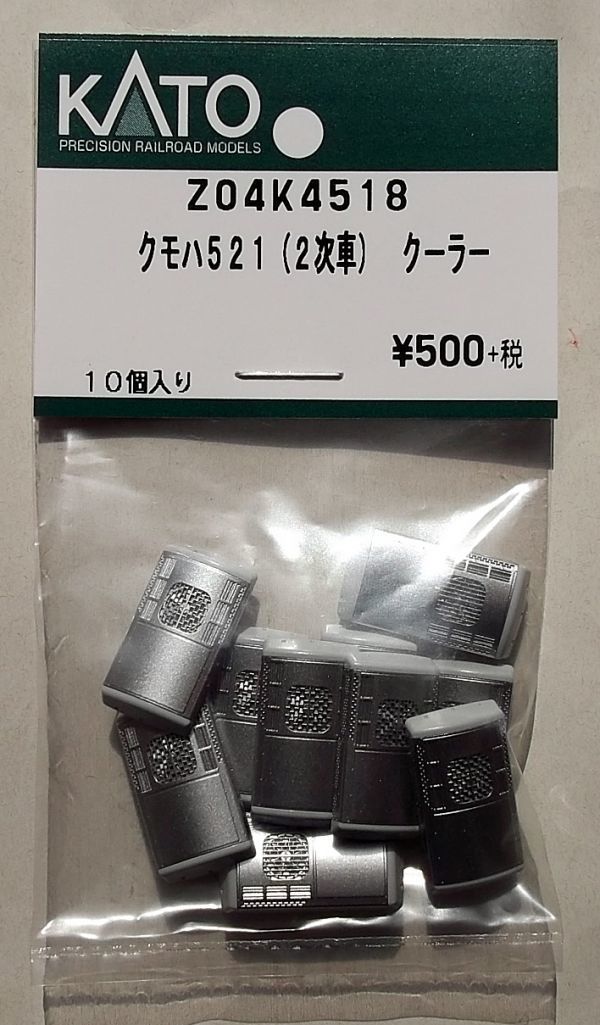 KATO
PRECISION RAILROAD MODELS
Z04K4518
クモハ521(2次車) クーラー
¥500+税
10個入り